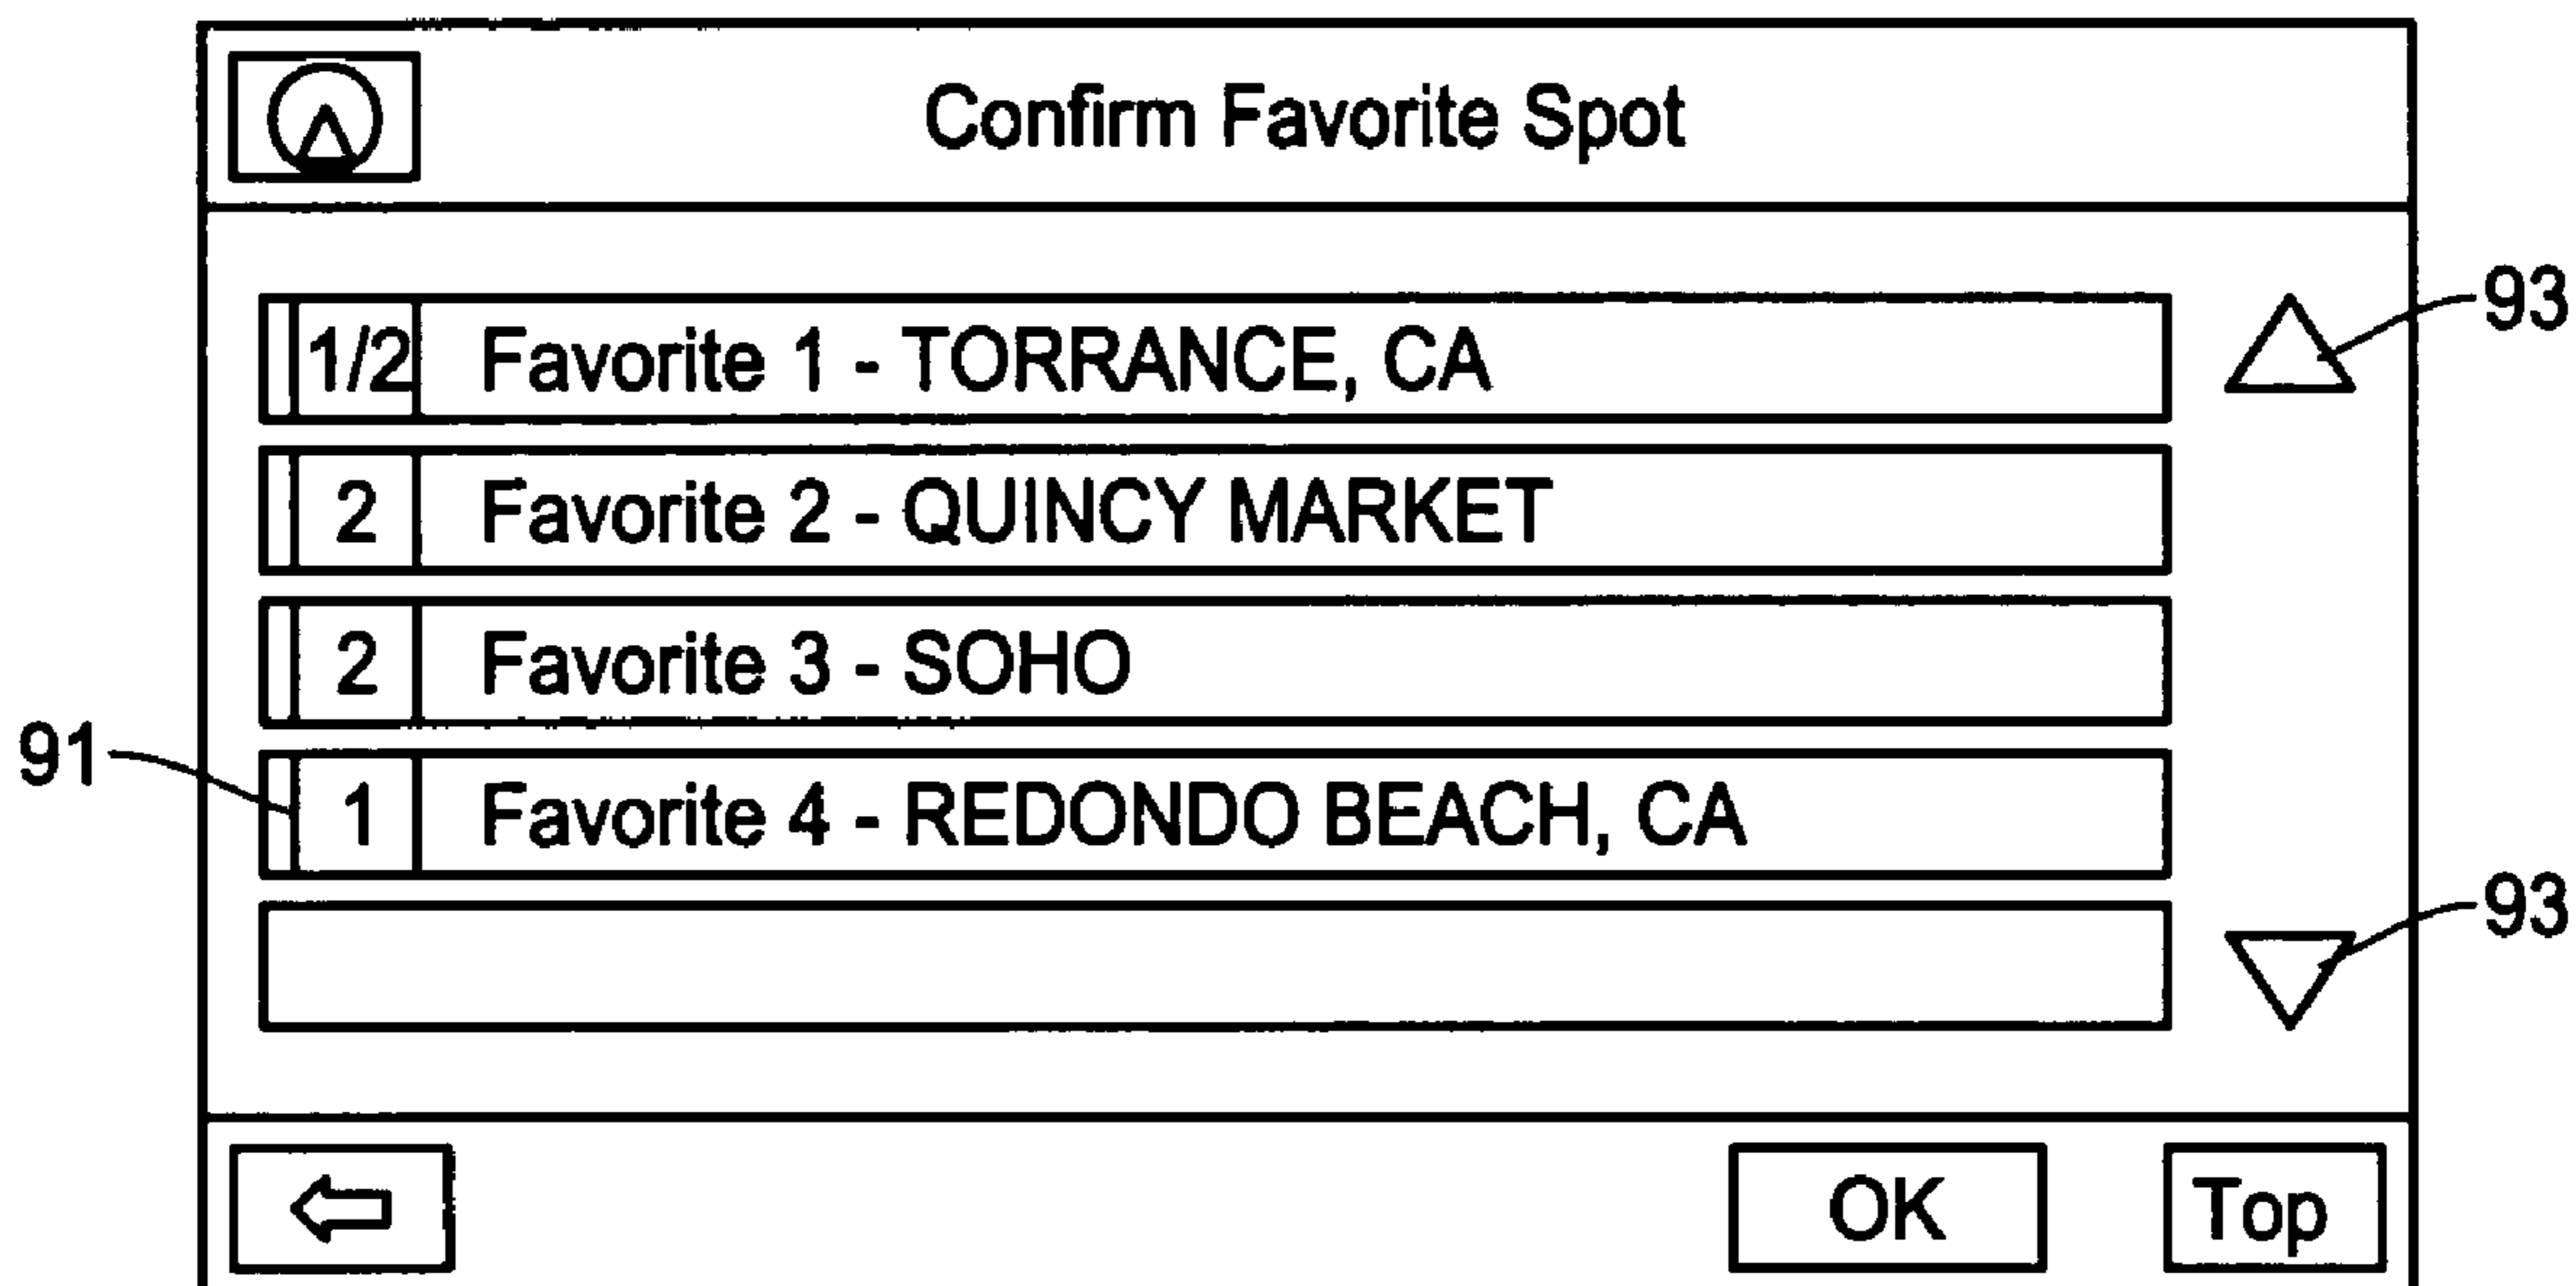 Confirm Favorite Spot
1/2 Favorite 1 - TORRANCE, CA
93
2 Favorite 2 - QUINCY MARKET
2 Favorite 3 - SOHO
91
1 Favorite 4 - REDONDO BEACH, CA
93
OK Top